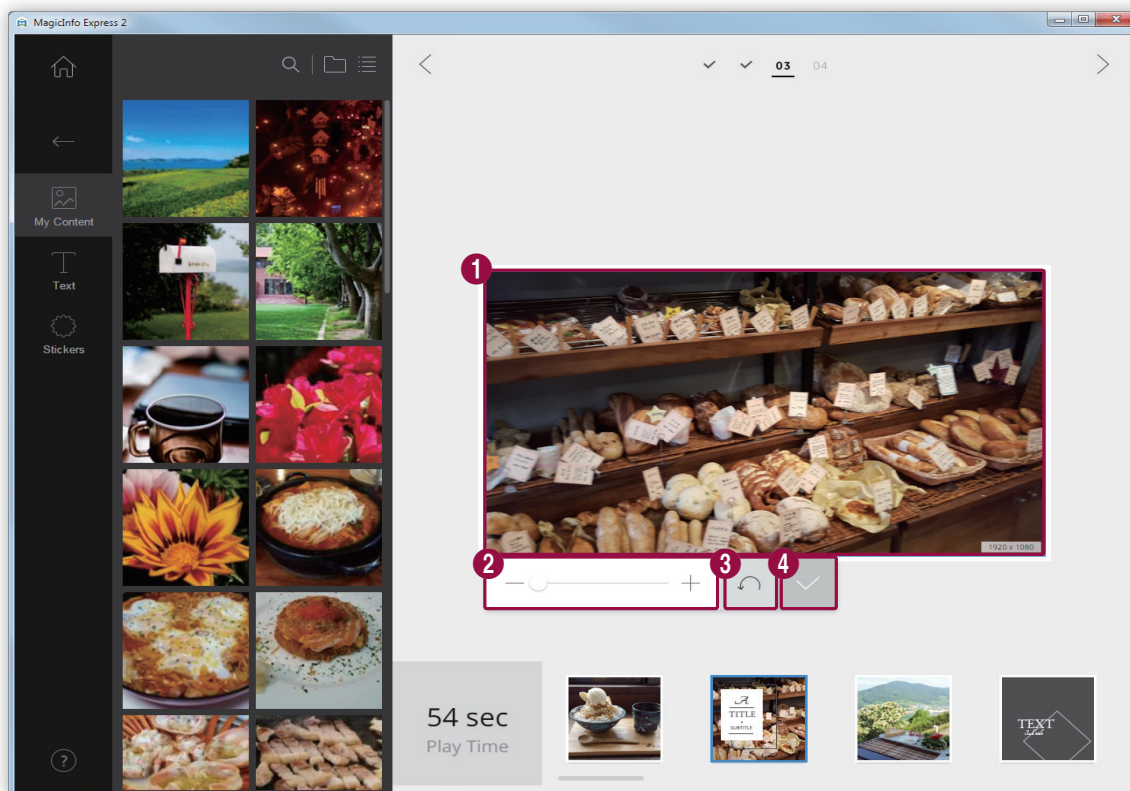 MagicInfo Express 2
03 04
My Content
Text
Stickers
1
1920 x 1080
2
3
4
54 sec
Play Time
A
TITLE
SUBTITLE
TEXT
?